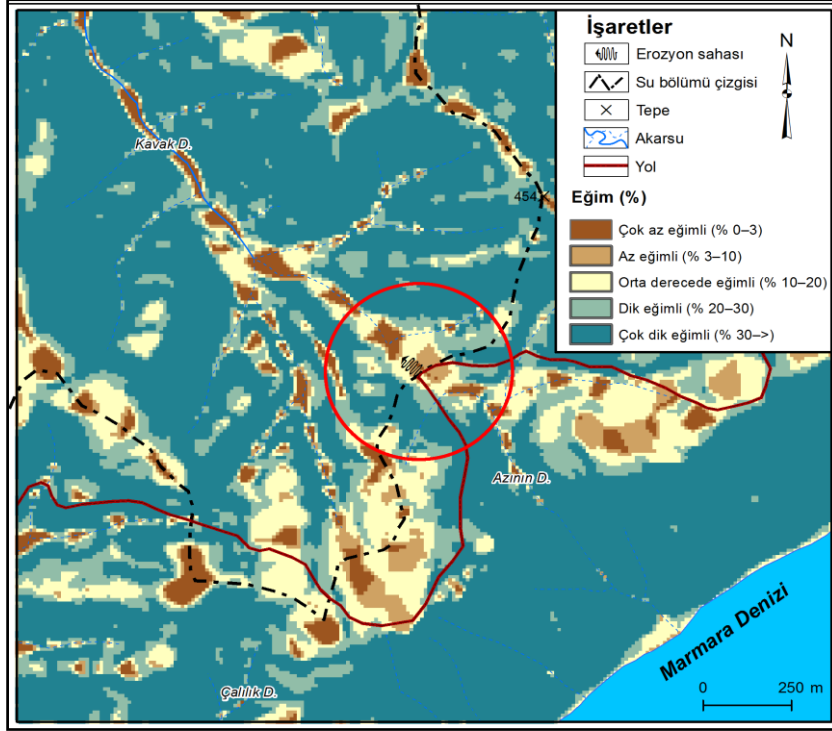 İşaretler
Erozyon sahası
Su bölümü çizgisi
Tepe
Akarsu
Yol
Eğim (%)
Çok az eğimli (% 0–3)
Az eğimli (% 3–10)
Orta derecede eğimli (% 10–20)
Dik eğimli (% 20–30)
Çok dik eğimli (% 30->)
N
Kavak D.
454
Azının D.
Çalılık D.
Marmara Denizi
0 250 m